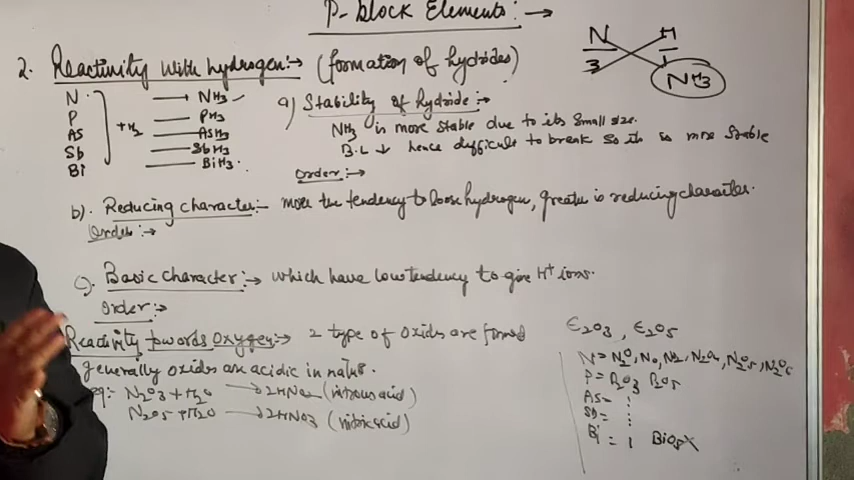 P-block Elements:→
2. Reactivity with hydrogen:→ (formation of hydrides)
N
3
H
1
NH3
N → NH3
P — PH3
As +H2 — AsH3
Sb — SbH3
Bi — BiH3.
a) Stability of hydride:→
NH3 is more stable due to its small size.
B.L ↓ hence difficult to break so it is more stable
Order:→
b). Reducing character:- more the tendency to loose hydrogen, greater is reducing character.
Order:→
c). Basic character:→ which have low tendency to give H+ ions.
Order:→
Reactivity towards oxygen:→ 2 type of oxides are formed E2O3, E2O5
generally oxides are acidic in nature.
eg:- N2O3 + H2O → 2HNO2 (nitrous acid)
N2O5 + H2O → 2HNO3 (nitric acid)
P = P2O3 P2O5
As= :
Sb= :
Bi = 1 BiO5X